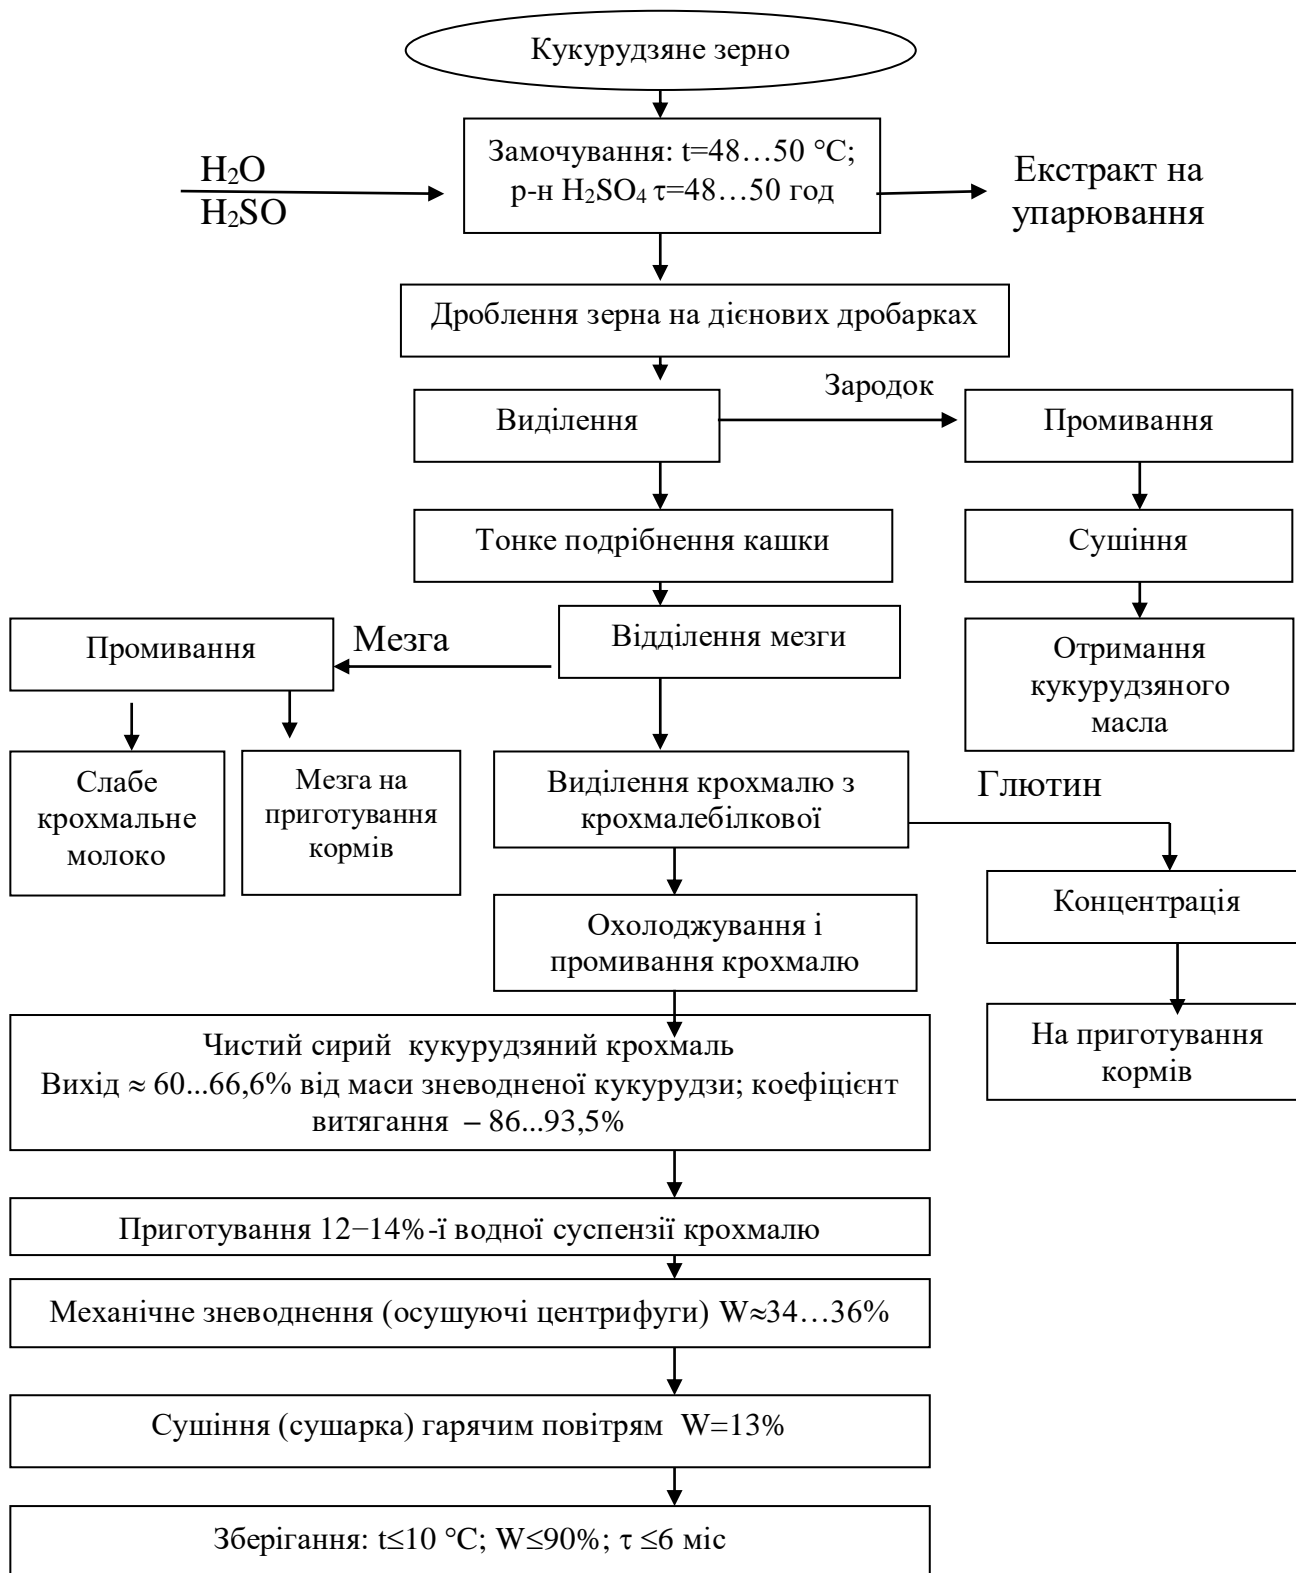 Кукурудзяне зерно
Замочування: t=48…50 °C;
р-н H₂SO₄ τ=48…50 год
H₂O
H₂SO
Екстракт на
упарювання
Дроблення зерна на дієнових дробарках
Виділення
Зародок
Промивання
Тонке подрібнення кашки
Сушіння
Відділення мезги
Мезга
Промивання
Отримання
кукурудзяного
масла
Слабе
крохмальне
молоко
Мезга на
приготування
кормів
Виділення крохмалю з
крохмалебілкової
Глютин
Концентрація
Охолоджування і
промивання крохмалю
На приготування
кормів
Чистий сирий кукурудзяний крохмаль
Вихід ≈ 60...66,6% від маси зневодненої кукурудзи; коефіцієнт
витягання – 86...93,5%
Приготування 12−14%-ї водної суспензії крохмалю
Механічне зневоднення (осушуючі центрифуги) W≈34…36%
Сушіння (сушарка) гарячим повітрям W=13%
Зберігання: t≤10 °C; W≤90%; τ ≤6 міс